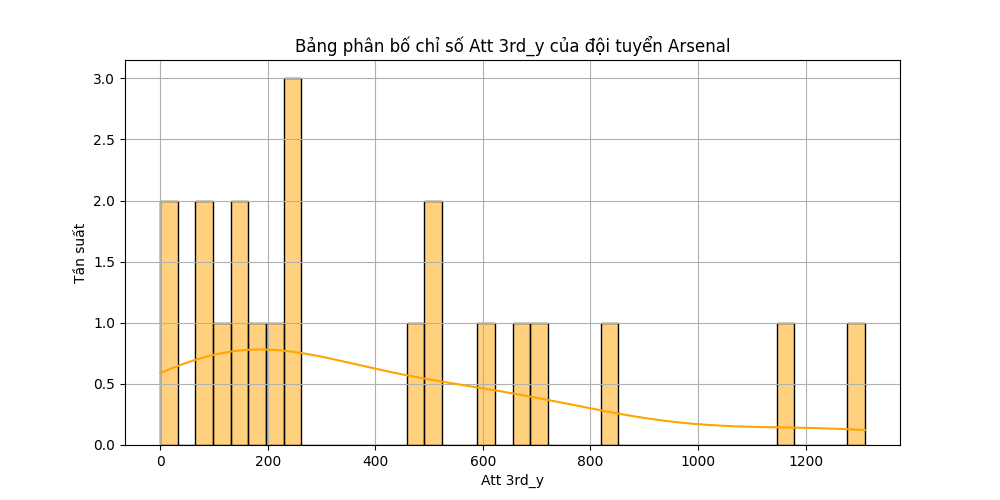 Bảng phân bố chỉ số Att 3rd_y của đội tuyển Arsenal
Tần suất
3.0
2.5
2.0
1.5
1.0
0.5
0.0
0 200 400 600 800 1000 1200
Att 3rd_y